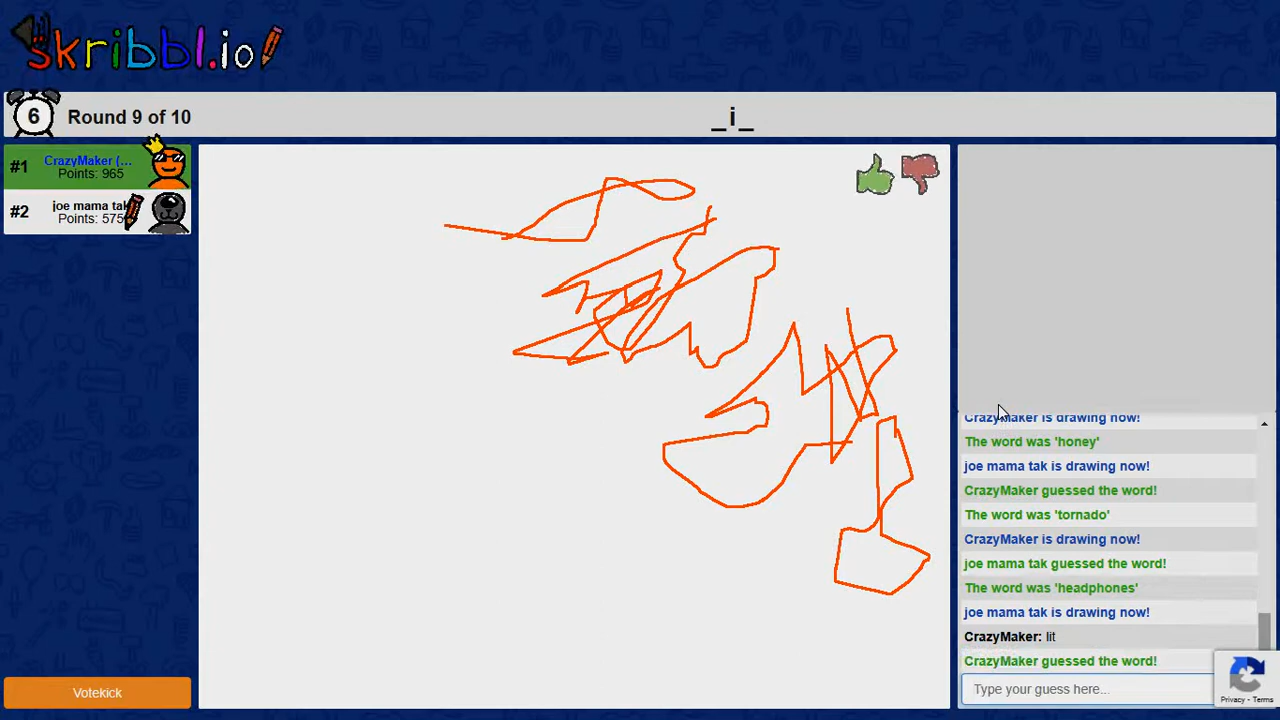 skribbl.io
6
Round 9 of 10
_i_
#1
CrazyMaker (...
Points: 965
#2
joe mama tak
Points: 575
CrazyMaker is drawing now!
The word was 'honey'
joe mama tak is drawing now!
CrazyMaker guessed the word!
The word was 'tornado'
CrazyMaker is drawing now!
joe mama tak guessed the word!
The word was 'headphones'
joe mama tak is drawing now!
CrazyMaker: lit
CrazyMaker guessed the word!
Type your guess here...
Votekick
Privacy - Terms